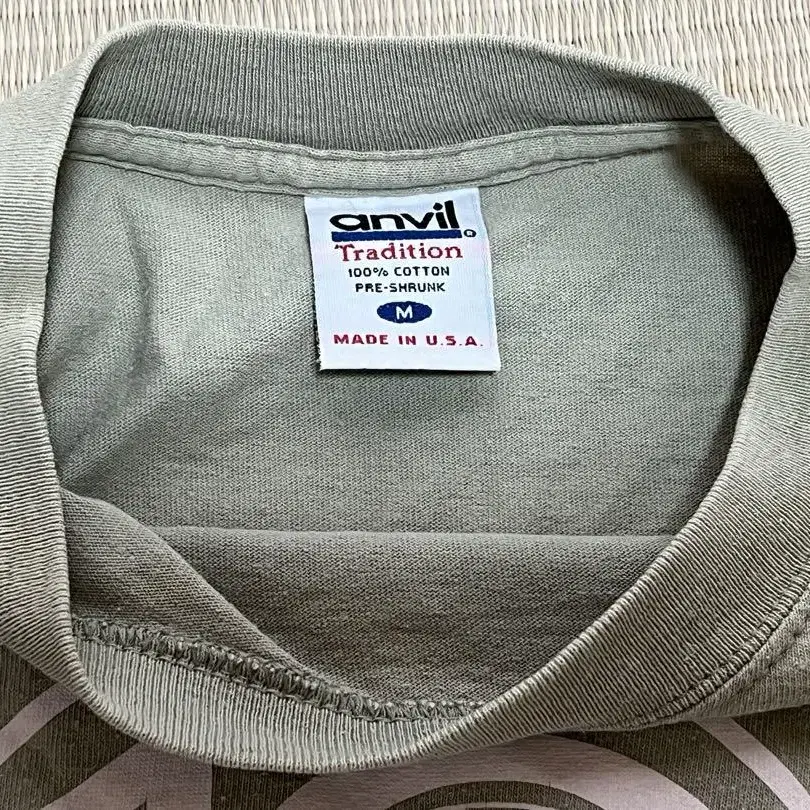 anvil®
Tradition
100% COTTON
PRE-SHRUNK
M
MADE IN U.S.A.